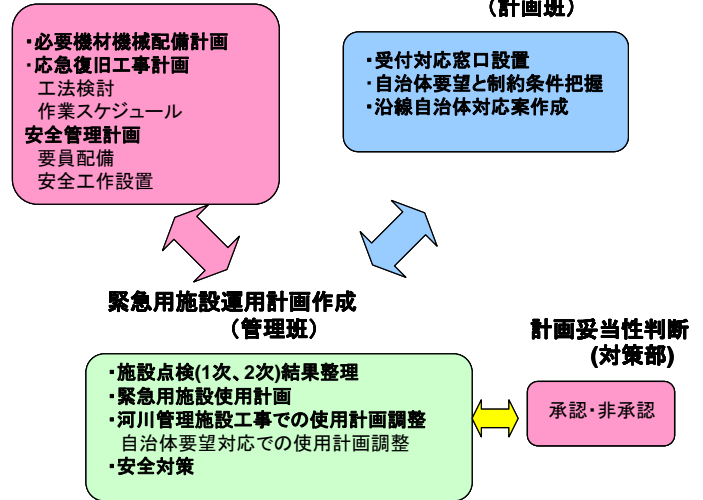 (計画班)
・必要機材機械配備計画
・応急復旧工事計画
工法検討
作業スケジュール
安全管理計画
要員配備
安全工作設置
・受付対応窓口設置
・自治体要望と制約条件把握
・沿線自治体対応案作成
緊急用施設運用計画作成
(管理班)
・施設点検(1次、2次)結果整理
・緊急用施設使用計画
・河川管理施設工事での使用計画調整
自治体要望対応での使用計画調整
・安全対策
計画妥当性判断
(対策部)
承認・非承認